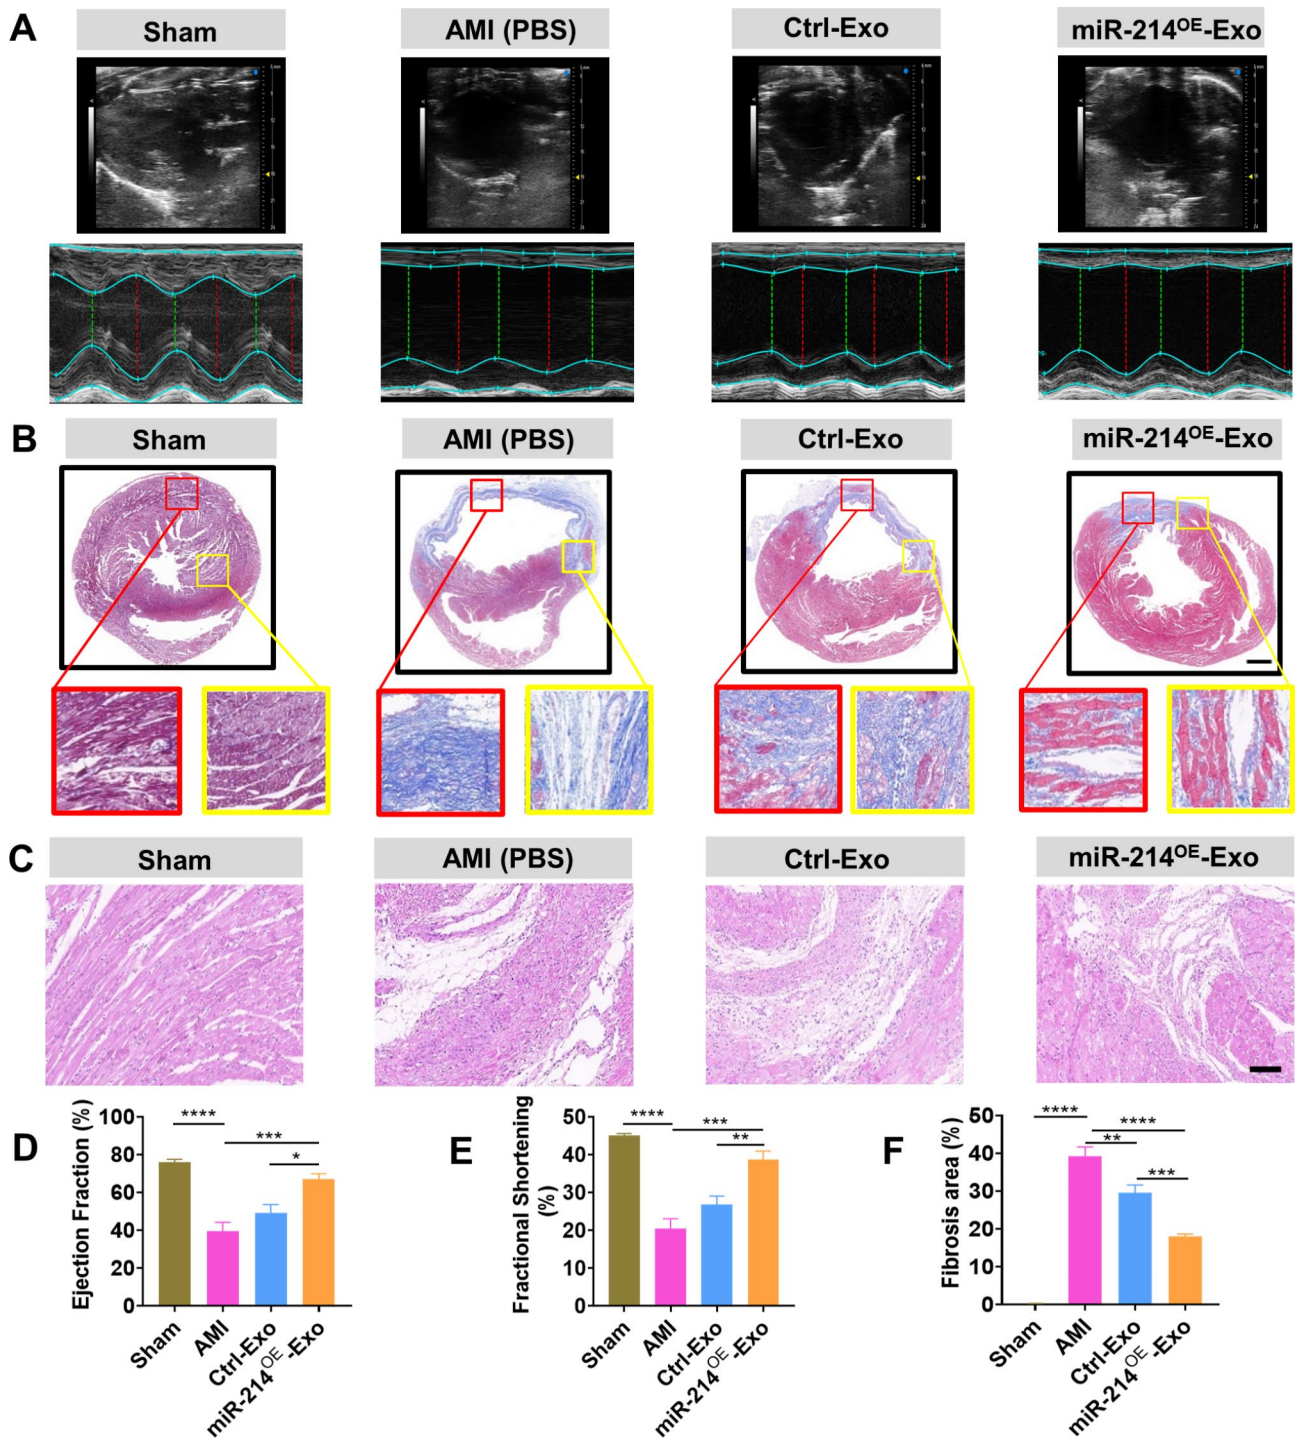 A
Sham
AMI (PBS)
Ctrl-Exo
miR-214OE-Exo
B
Sham
AMI (PBS)
Ctrl-Exo
miR-214OE-Exo
C
Sham
AMI (PBS)
Ctrl-Exo
miR-214OE-Exo
D
Ejection Fraction (%)
100
80
60
40
20
0
****
***
*
Sham
AMI
Ctrl-Exo
miR-214OE-Exo
E
Fractional Shortening
(%)
50
40
30
20
10
0
****
***
**
Sham
AMI
Ctrl-Exo
miR-214OE-Exo
F
Fibrosis area (%)
50
40
30
20
10
0
****
****
**
***
Sham
AMI
Ctrl-Exo
miR-214OE-Exo